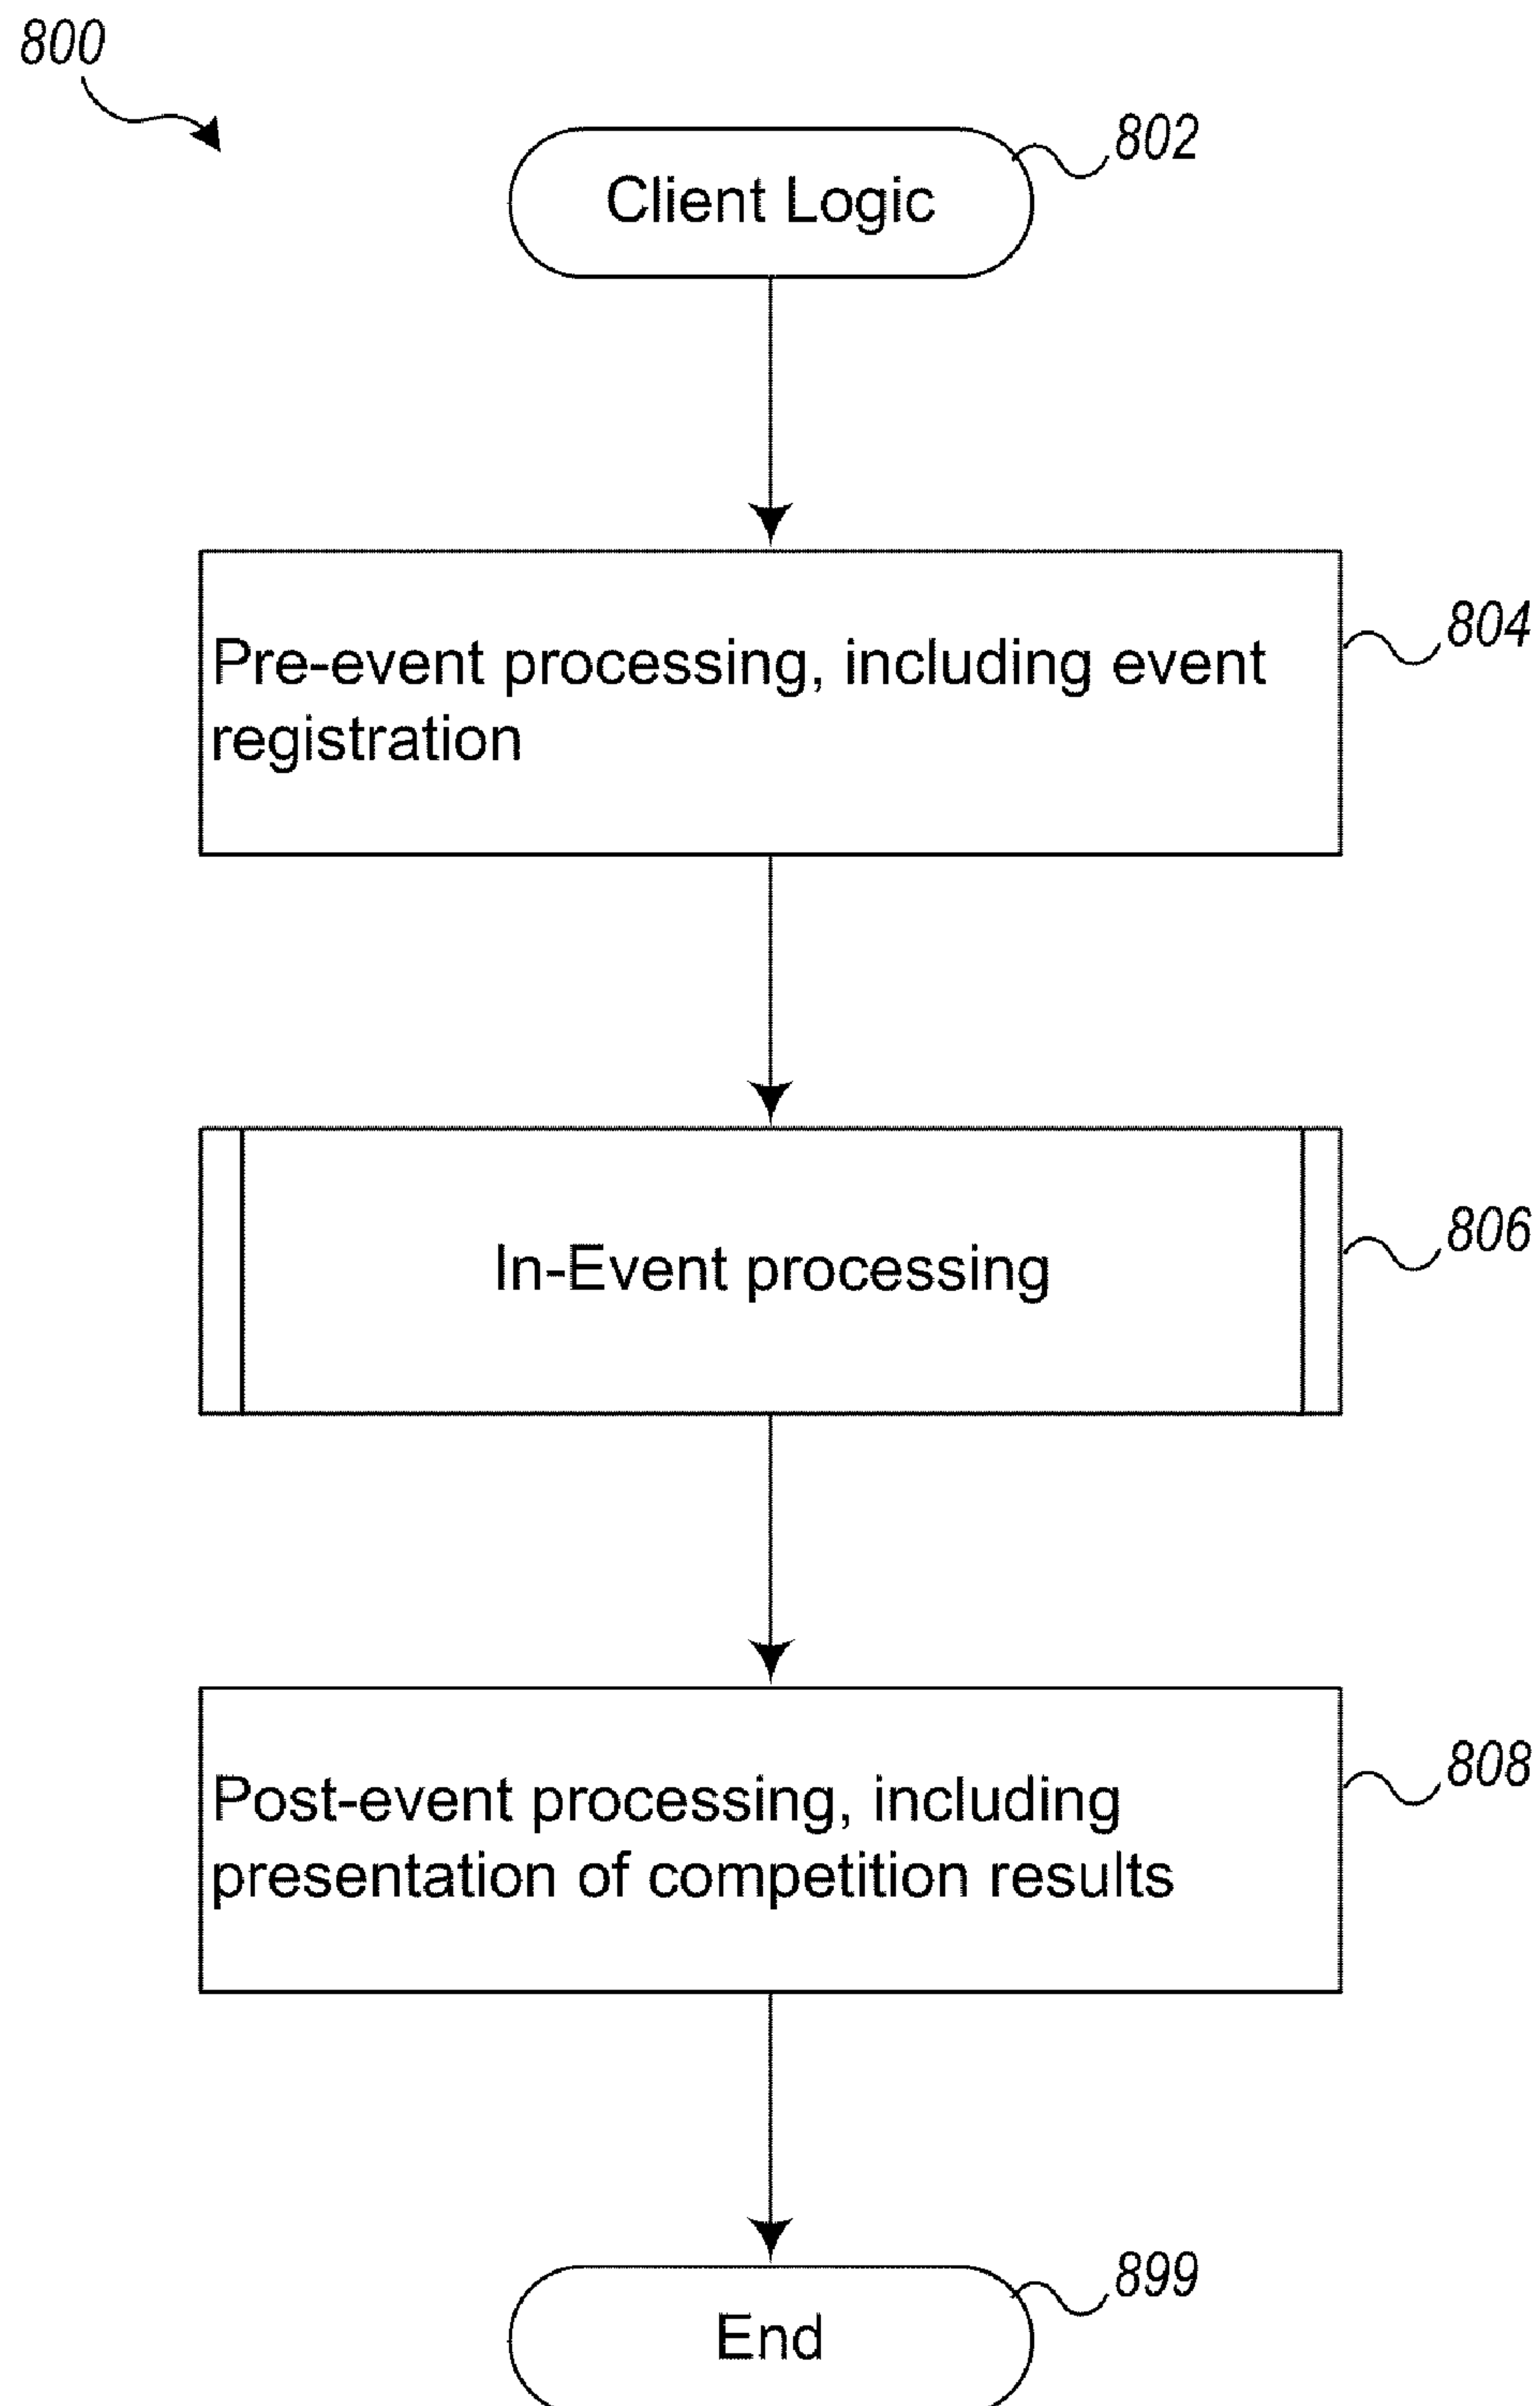 800
802
Client Logic
Pre-event processing, including event
registration
804
In-Event processing
806
Post-event processing, including
presentation of competition results
808
899
End